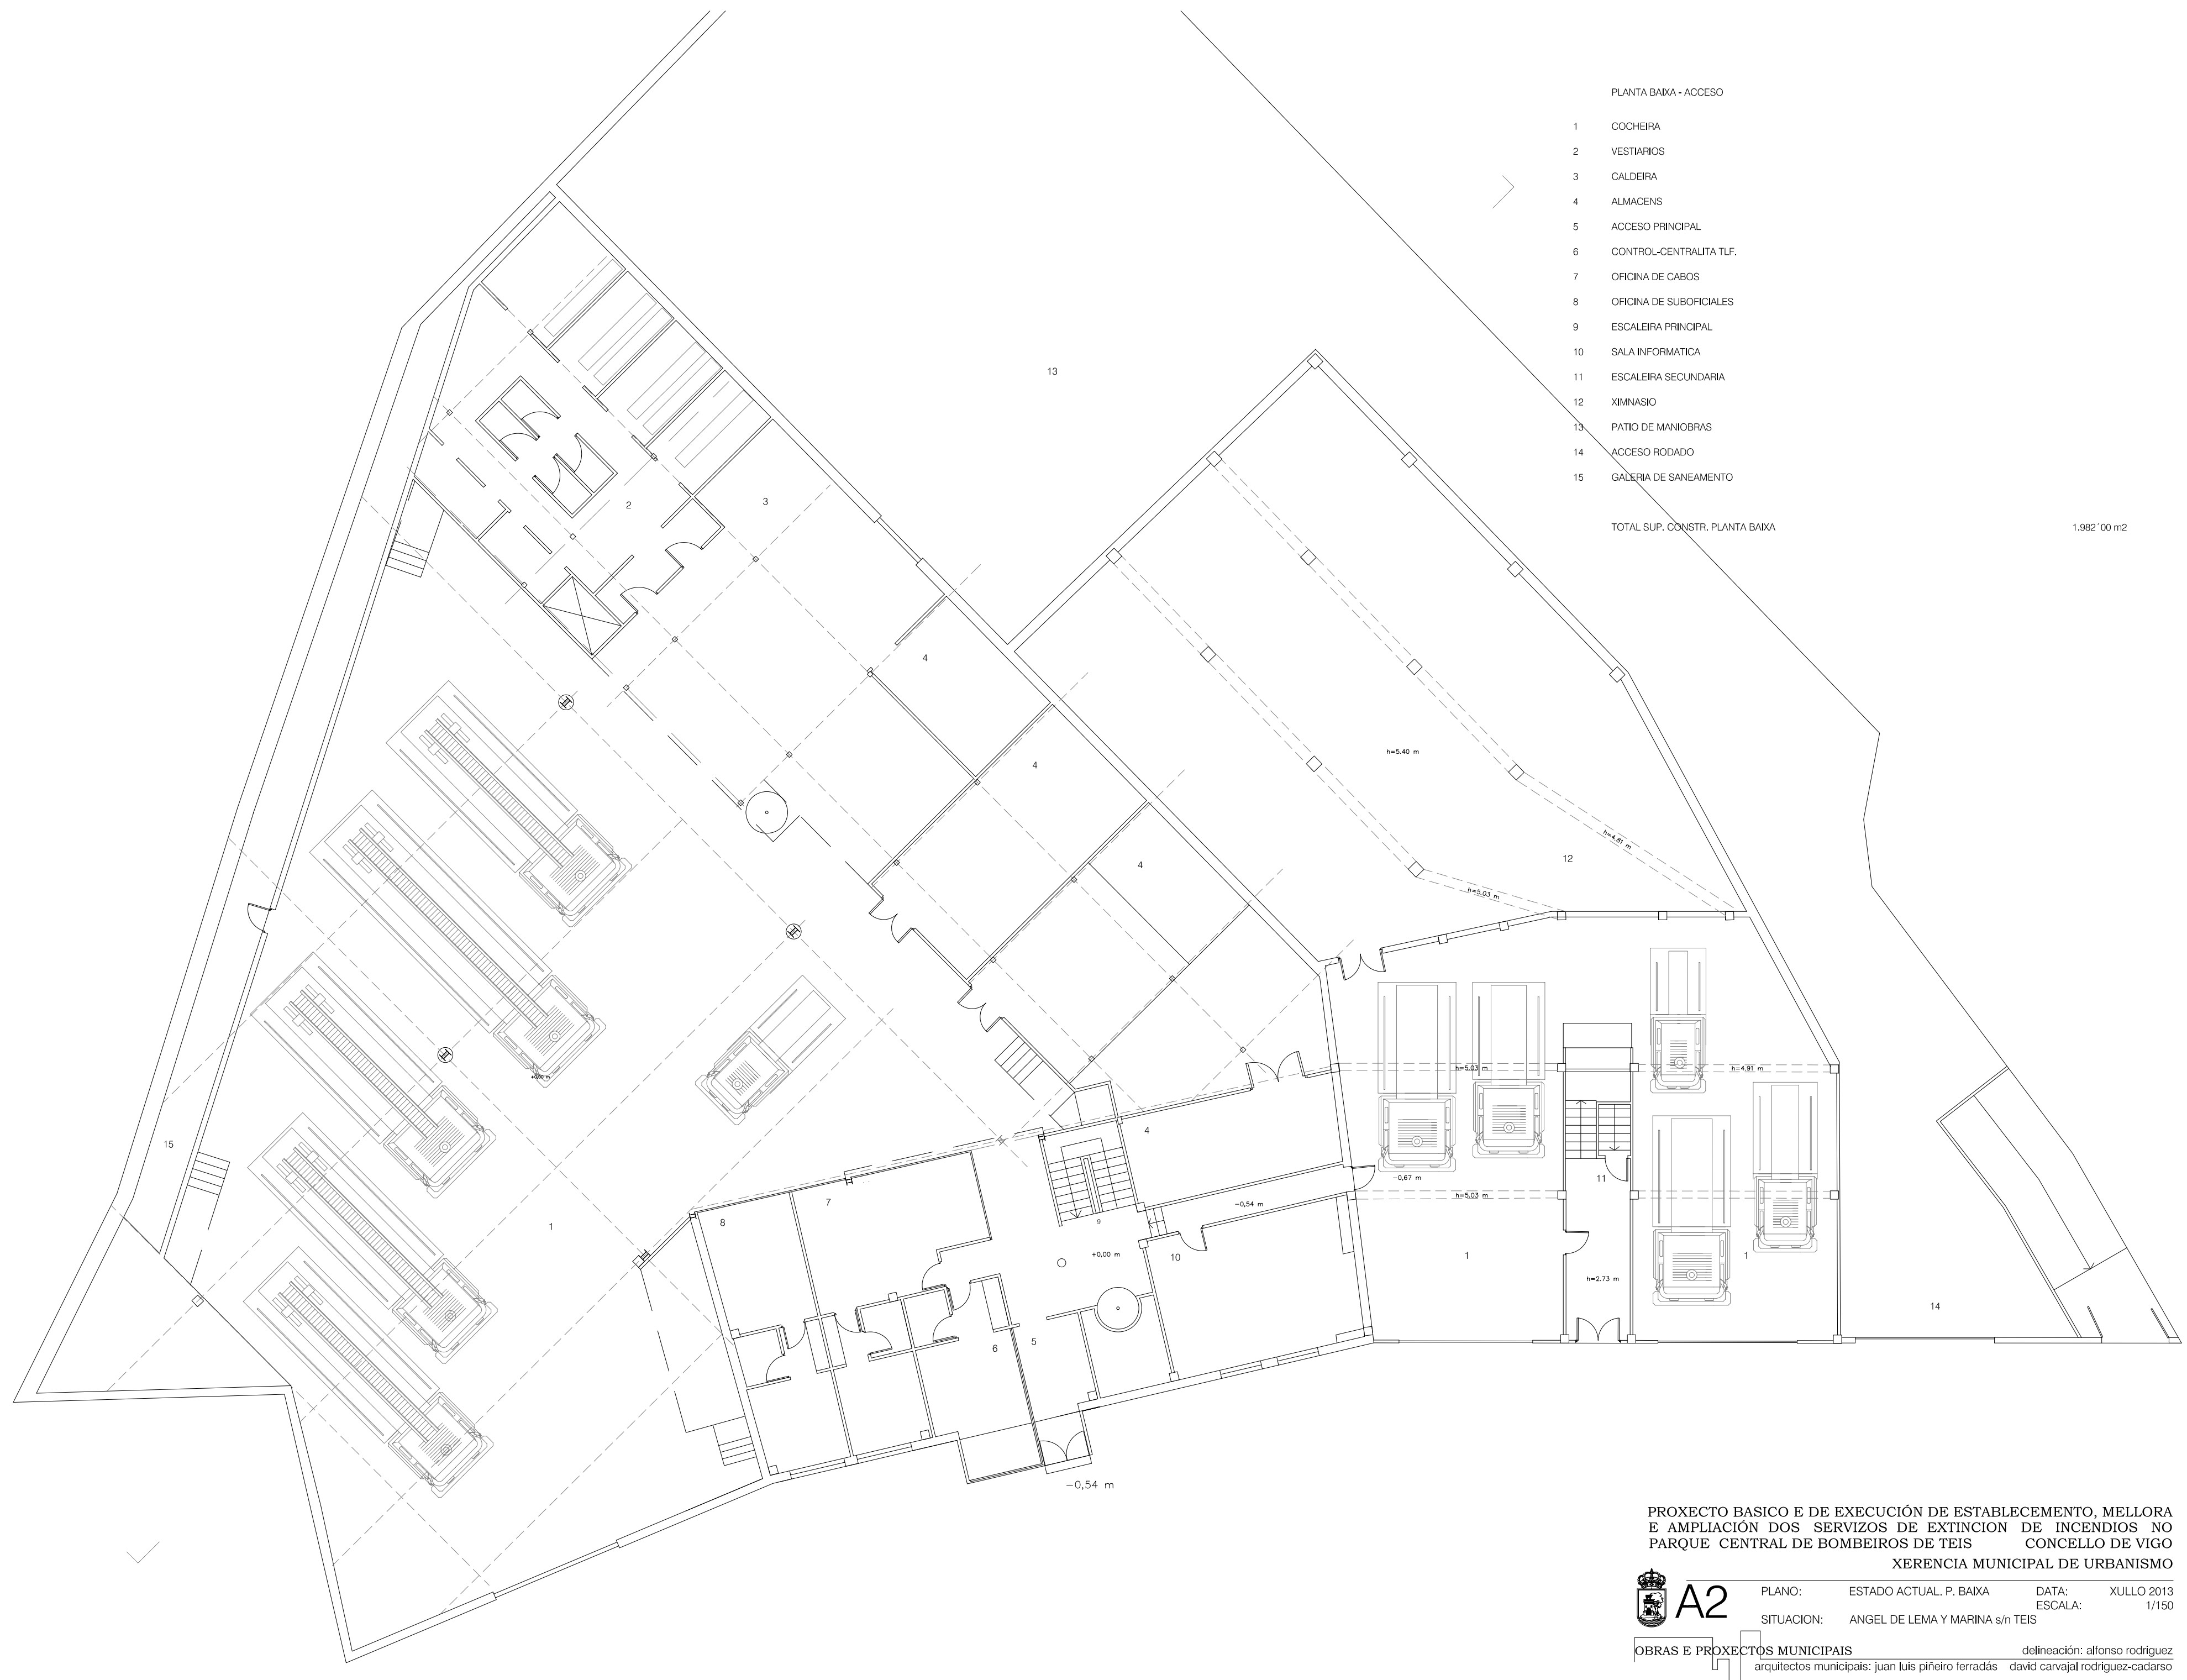 PLANTA BAIXA - ACCESO
1 COCHEIRA
2 VESTIARIOS
3 CALDEIRA
4 ALMACENS
5 ACCESO PRINCIPAL
6 CONTROL-CENTRALITA TLF.
7 OFICINA DE CABOS
8 OFICINA DE SUBOFICIALES
9 ESCALEIRA PRINCIPAL
10 SALA INFORMATICA
11 ESCALEIRA SECUNDARIA
12 XIMNASIO
13 PATIO DE MANIOBRAS
14 ACCESO RODADO
15 GALERIA DE SANEAMENTO
TOTAL SUP. CONSTR. PLANTA BAIXA 1.982´00 m2
13
2
3
4
4
4
h=5.40 m
h=4.81 m
12
h=5.03 m
+0,00 m
h=5.03 m
h=4.91 m
15
4
-0,67 m
11
h=5.03 m
-0,54 m
1
8
7
9
+0,00 m
10
1
h=2.73 m
1
14
5
6
-0,54 m
PROXECTO BASICO E DE EXECUCIÓN DE ESTABLECEMENTO, MELLORA
E AMPLIACIÓN DOS SERVIZOS DE EXTINCION DE INCENDIOS NO
PARQUE CENTRAL DE BOMBEIROS DE TEIS CONCELLO DE VIGO
XERENCIA MUNICIPAL DE URBANISMO
A2
PLANO: ESTADO ACTUAL. P. BAIXA DATA: XULLO 2013
ESCALA: 1/150
SITUACION: ANGEL DE LEMA Y MARINA s/n TEIS
OBRAS E PROXECTOS MUNICIPAIS delineación: alfonso rodriguez
arquitectos municipais: juan luis piñeiro ferradás david carvajal rodriguez-cadarso